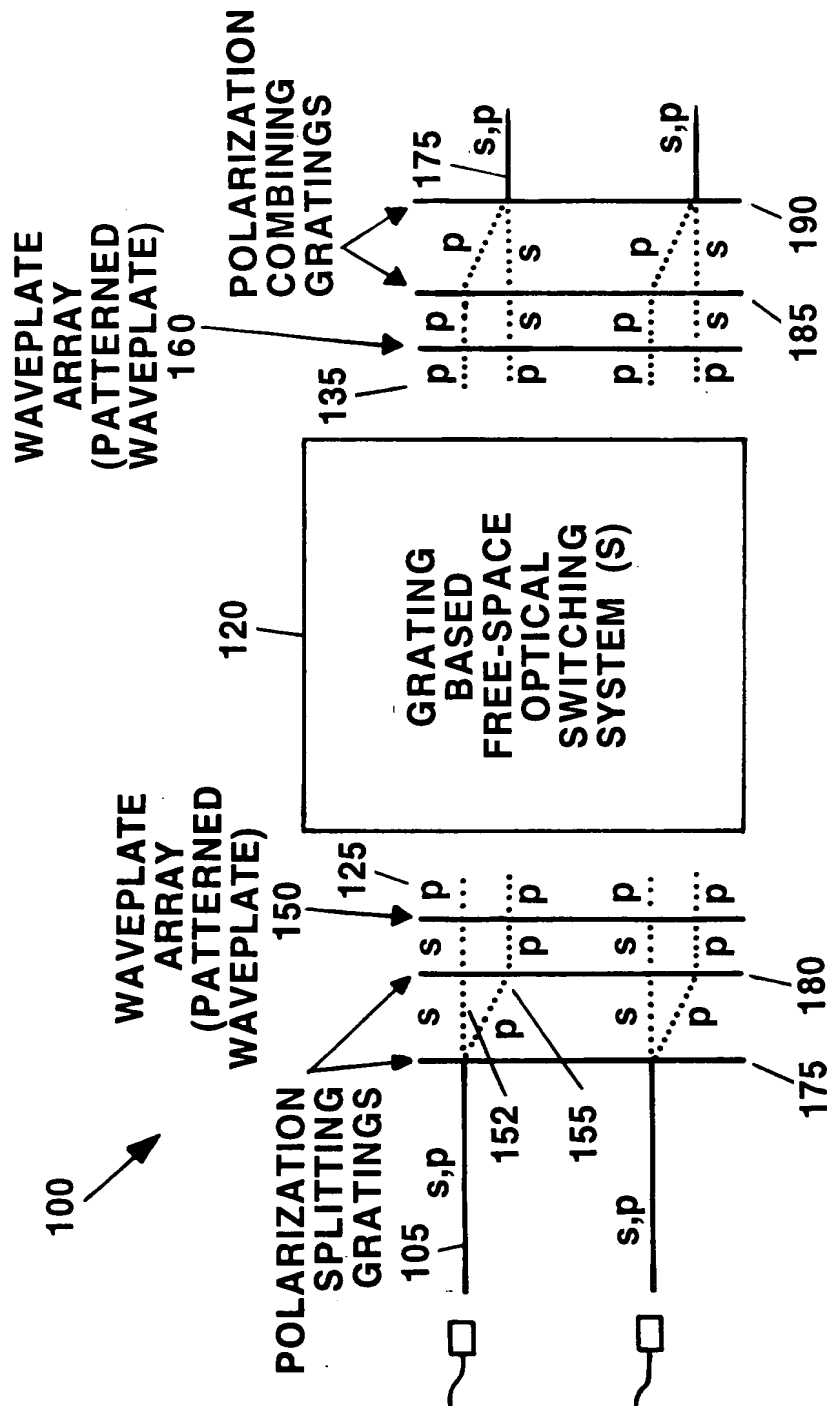 100
WAVEPLATE
ARRAY
(PATTERNED
WAVEPLATE)
150
125
POLARIZATION
SPLITTING
GRATINGS
105
s,p
s,p
152
155
s
s
p
p
p
p
s
s
p
p
p
p
175
180
120
GRATING
BASED
FREE-SPACE
OPTICAL
SWITCHING
SYSTEM (S)
WAVEPLATE
ARRAY
(PATTERNED
WAVEPLATE)
160
135
POLARIZATION
COMBINING
GRATINGS
175
p
p
p
p
s
s
s,p
p
p
p
p
s
s
s,p
185
190